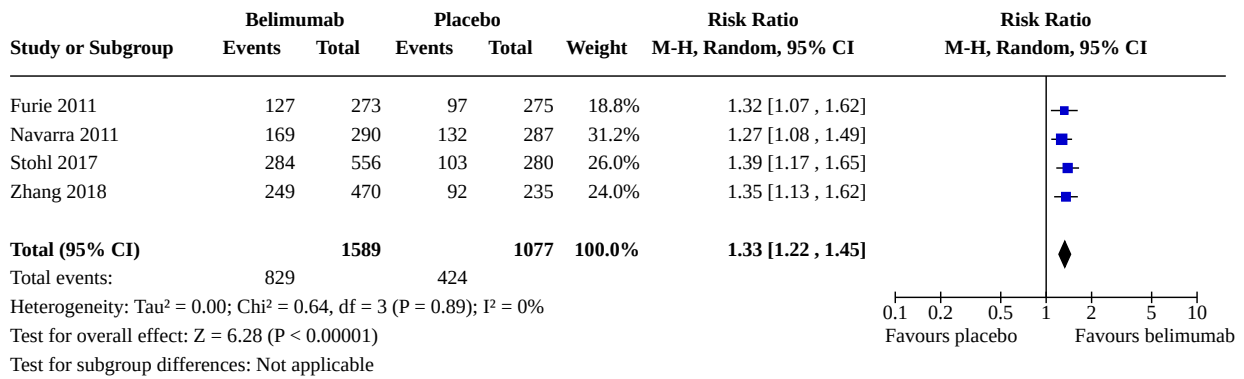 Belimumab Placebo Risk Ratio Risk Ratio
Study or Subgroup Events Total Events Total Weight M-H, Random, 95% CI M-H, Random, 95% CI
Furie 2011 127 273 97 275 18.8% 1.32 [1.07 , 1.62]
Navarra 2011 169 290 132 287 31.2% 1.27 [1.08 , 1.49]
Stohl 2017 284 556 103 280 26.0% 1.39 [1.17 , 1.65]
Zhang 2018 249 470 92 235 24.0% 1.35 [1.13 , 1.62]
Total (95% CI) 1589 1077 100.0% 1.33 [1.22 , 1.45]
Total events: 829 424
Heterogeneity: Tau² = 0.00; Chi² = 0.64, df = 3 (P = 0.89); I² = 0%
0.1 0.2 0.5 1 2 5 10
Test for overall effect: Z = 6.28 (P < 0.00001) Favours placebo Favours belimumab
Test for subgroup differences: Not applicable